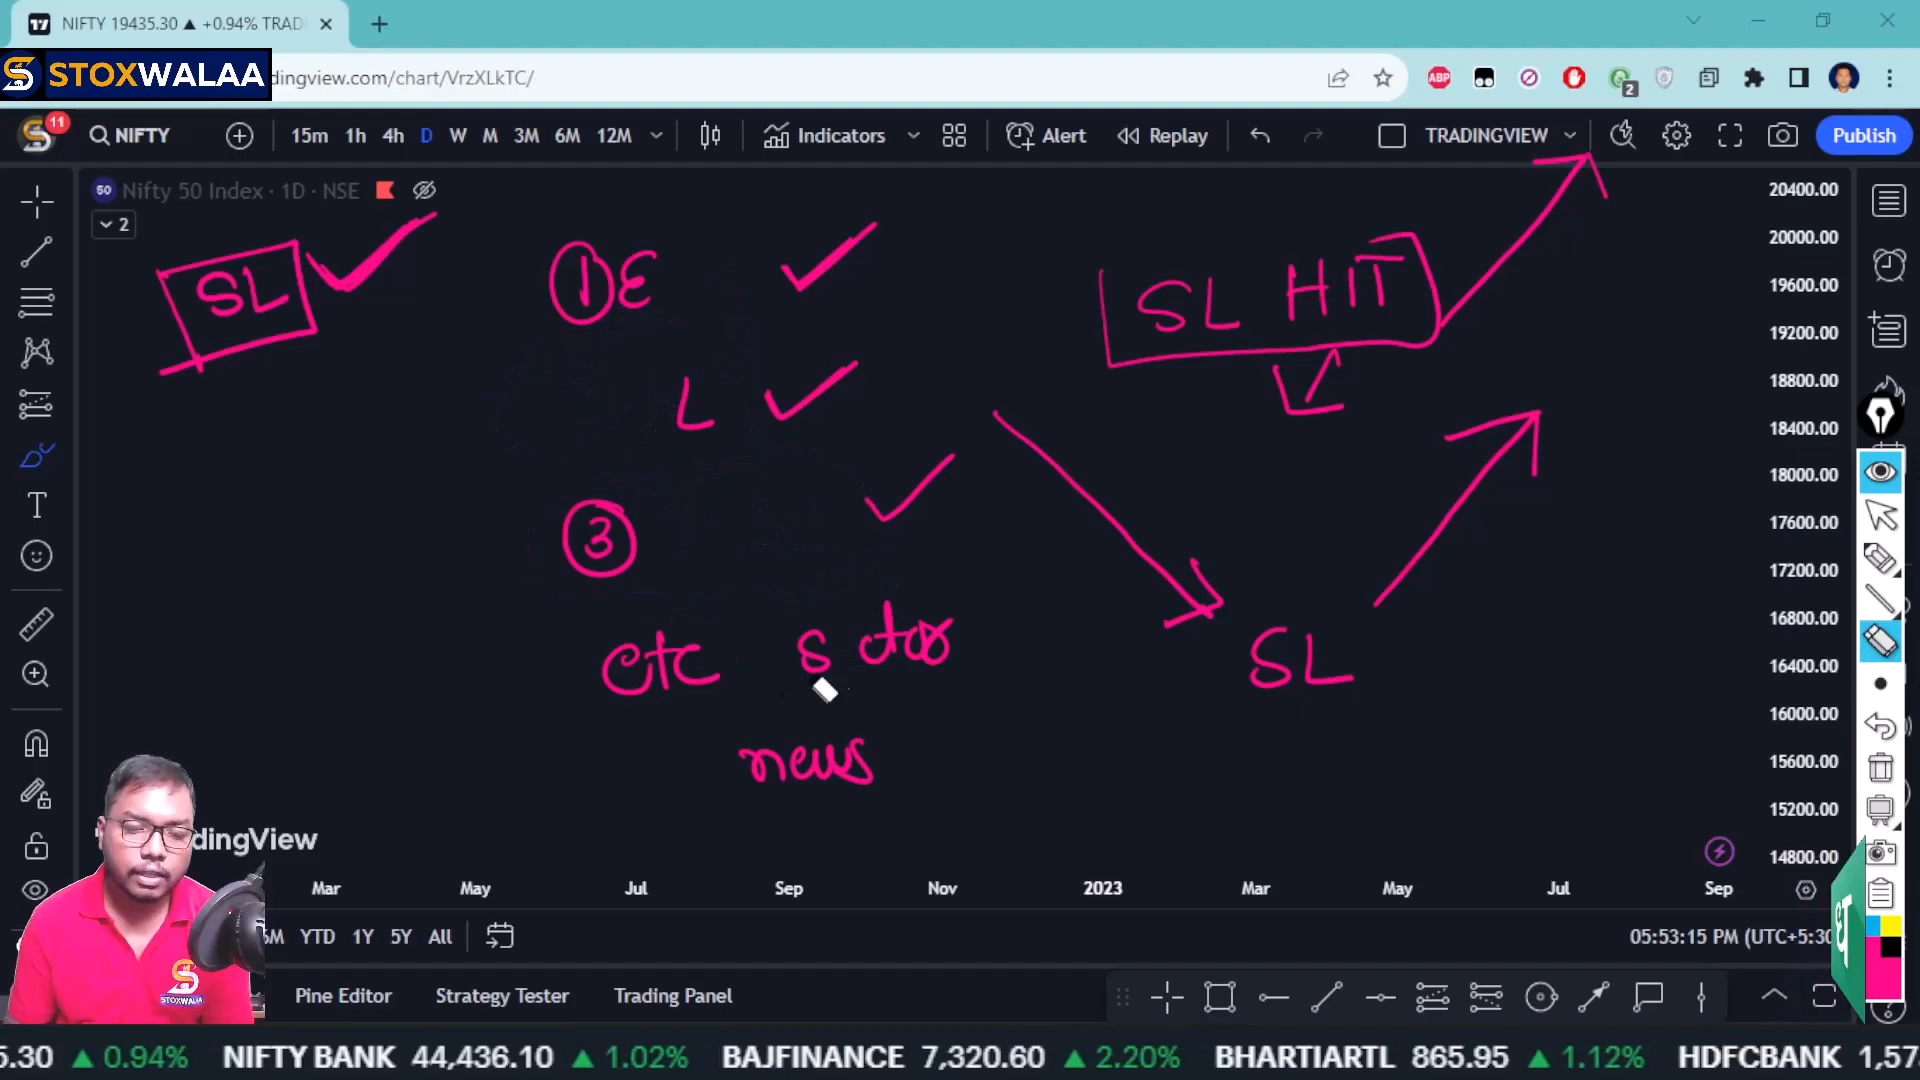 NIFTY 19435.30 ▲ +0.94% TRAD
STOXWALAA
dingview.com/chart/VrzXLkTC/
ABP
2
11
NIFTY 15m 1h 4h D W M 3M 6M 12M Indicators Alert Replay TRADINGVIEW Publish
50 Nifty 50 Index · 1D · NSE
2
20400.00
20000.00
19600.00
19200.00
18800.00
18400.00
18000.00
17600.00
17200.00
16800.00
16400.00
16000.00
15600.00
15200.00
14800.00
SL
① E
SL HIT
L
③
etc
SL
news
dingView
STOXWALAA
Mar May Jul Sep Nov 2023 Mar May Jul Sep
YTD 1Y 5Y All
05:53:15 PM (UTC+5:30
Pine Editor Strategy Tester Trading Panel
5.30 ▲ 0.94% NIFTY BANK 44,436.10 ▲ 1.02% BAJFINANCE 7,320.60 ▲ 2.20% BHARTIARTL 865.95 ▲ 1.12% HDFCBANK 1,57